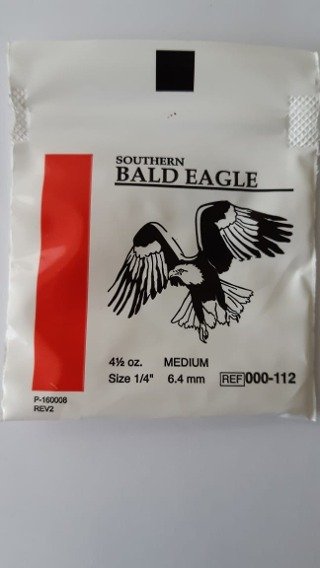 SOUTHERN
BALD EAGLE
4½ oz. MEDIUM
Size 1/4" 6.4 mm REF 000-112
P-160008
REV2